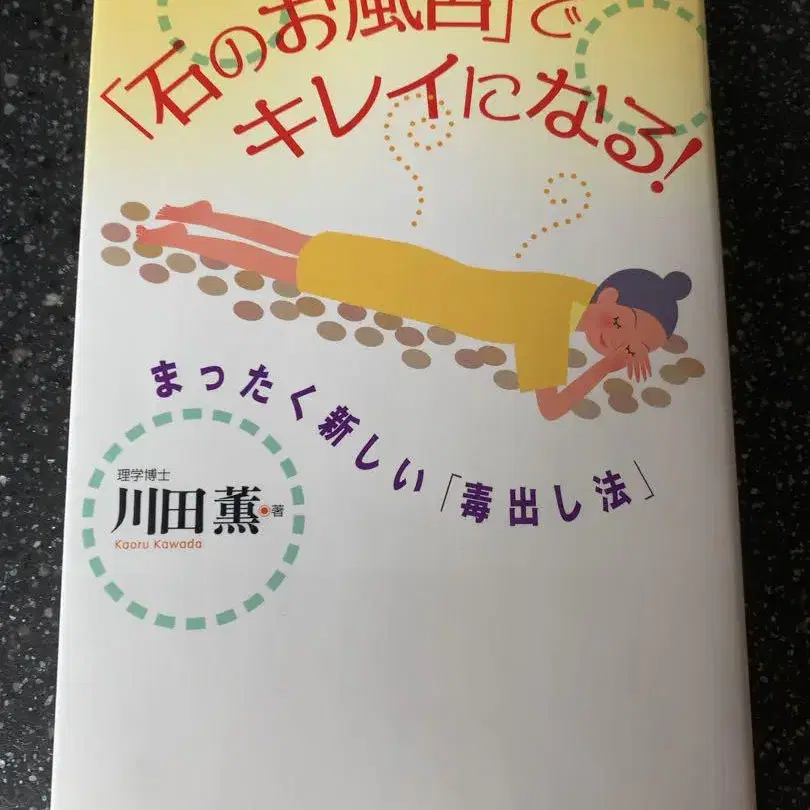 「石のお風呂」で
キレイになる!
まったく新しい「毒出し法」
理学博士
川田 薫◉著
Kaoru Kawada